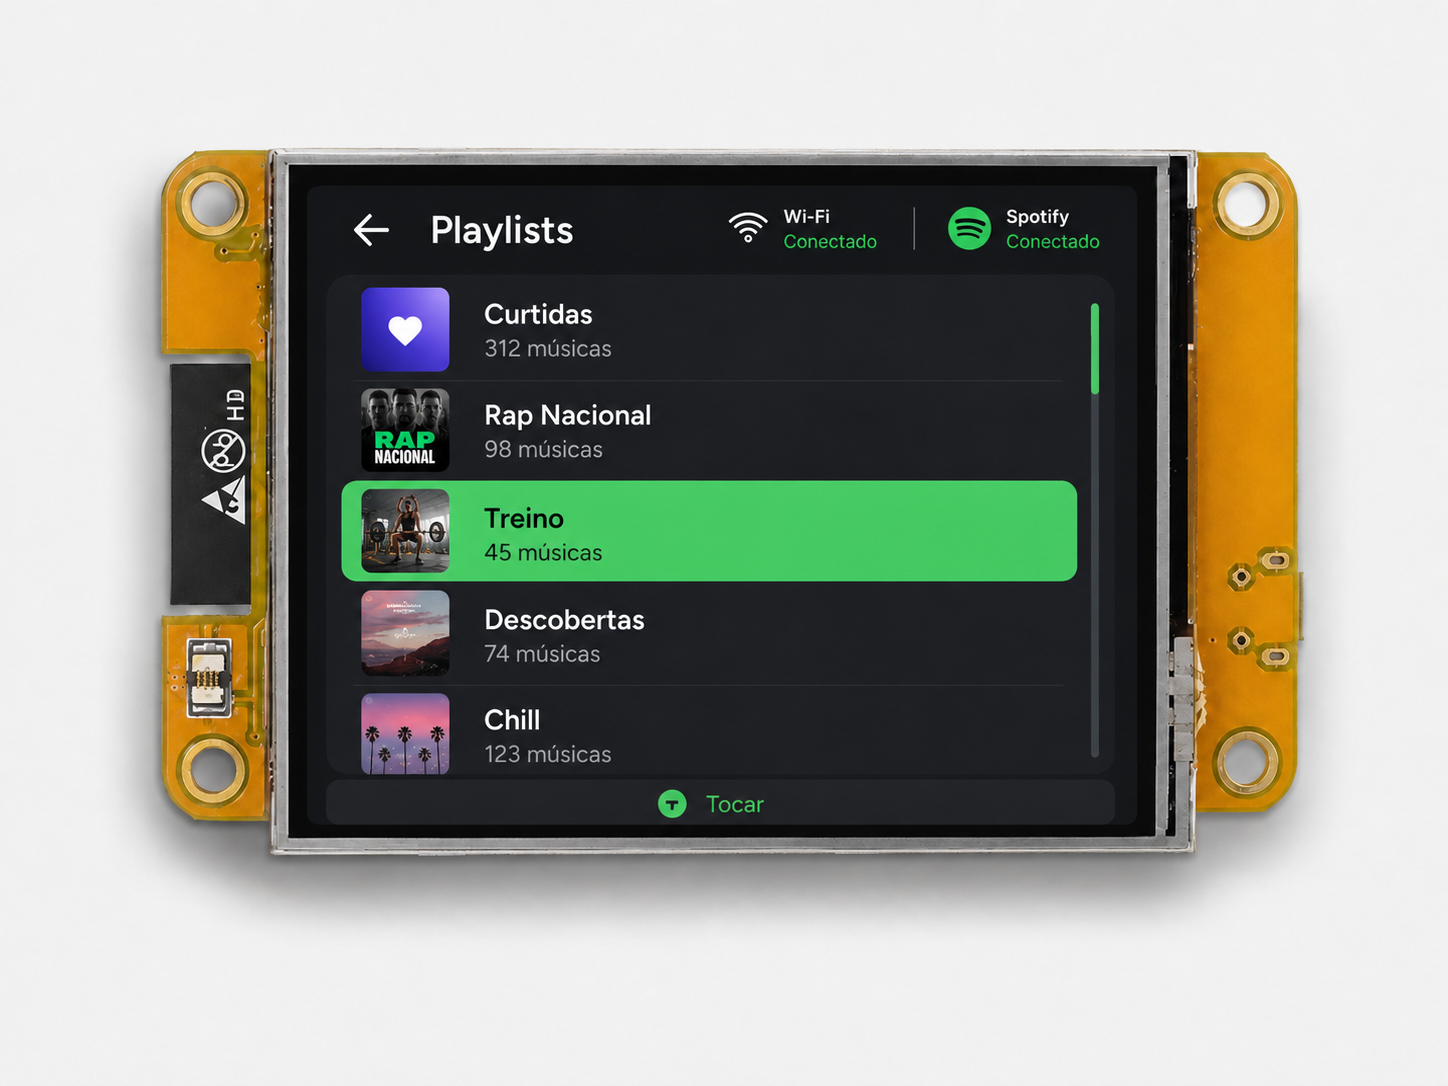 Playlists
Wi-Fi
Conectado
Spotify
Conectado
Curtidas
312 músicas
RAP
NACIONAL
Rap Nacional
98 músicas
Treino
45 músicas
Descobertas
74 músicas
Chill
123 músicas
Tocar
HD